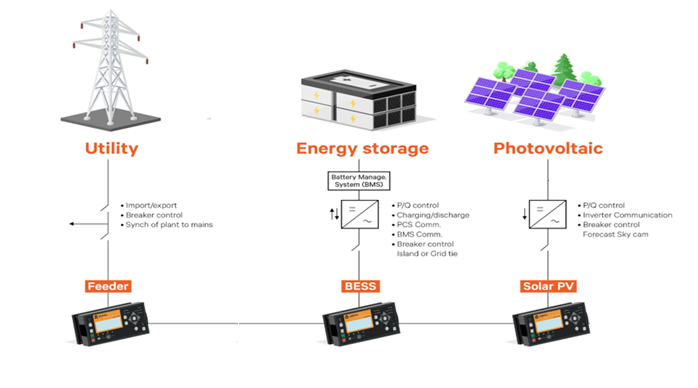 Utility
Energy storage
Photovoltaic
Battery Manage.
System (BMS)
• Import/export
• Breaker control
• Synch of plant to mains
• P/Q control
• Charging/discharge
• PCS Comm.
• BMS Comm.
• Breaker control
Island or Grid tie
• P/Q control
• Inverter Communication
• Breaker control
Forecast Sky cam
Feeder
BESS
Solar PV